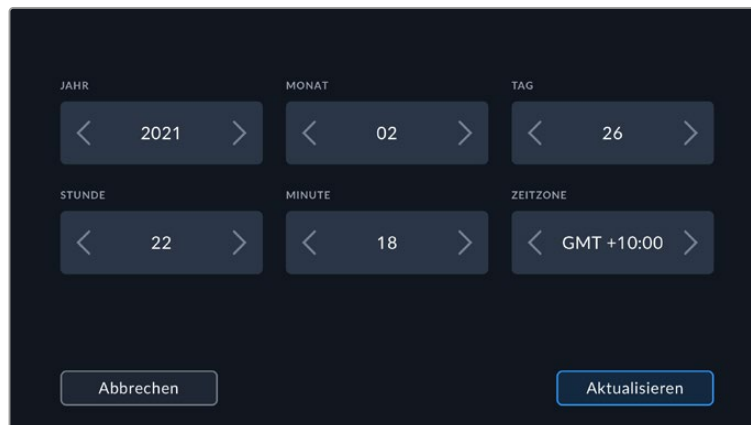 JAHR MONAT TAG
2021 02 26
STUNDE MINUTE ZEITZONE
22 18 GMT +10:00
Abbrechen Aktualisieren